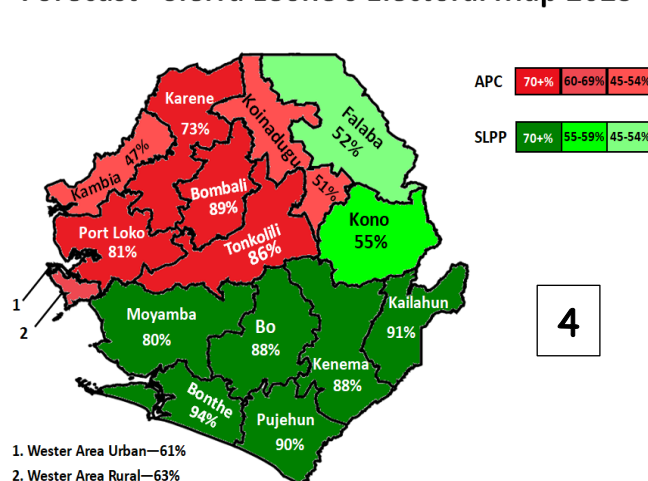 APC 70+% 60-69% 45-54%
SLPP 70+% 55-59% 45-54%
Karene
73%
Koinadugu
51%
Falaba
52%
Kambia 47%
Bombali
89%
Port Loko
81%
Tonkolili
86%
Kono
55%
1
2
Moyamba
80%
Bo
88%
Kailahun
91%
Kenema
88%
4
Bonthe
94%
Pujehun
90%
1. Wester Area Urban—61%
2. Wester Area Rural—63%